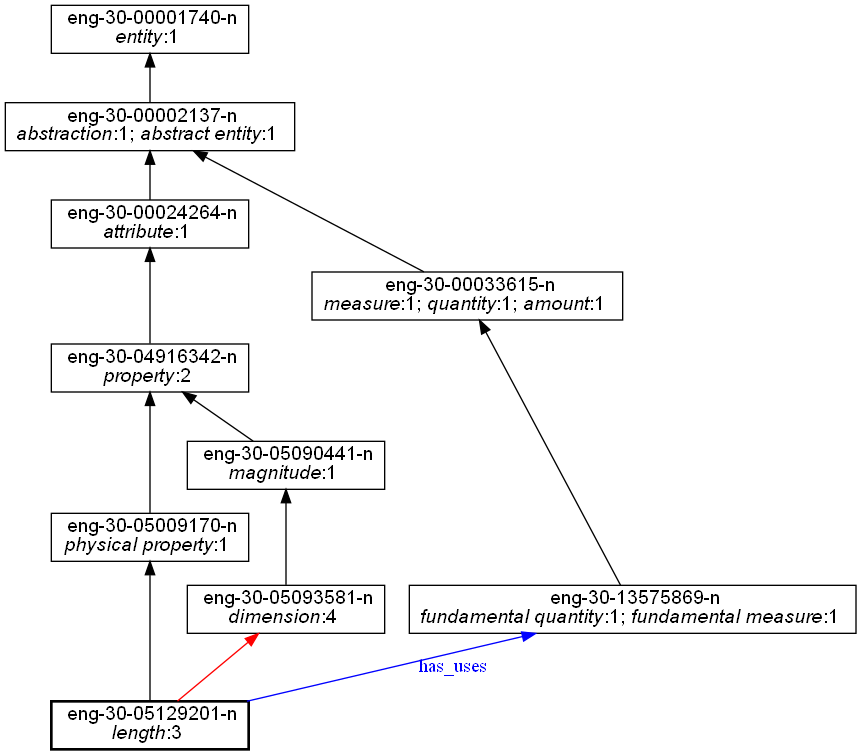 eng-30-00001740-n
entity:1
eng-30-00002137-n
abstraction:1; abstract entity:1
eng-30-00024264-n
attribute:1
eng-30-00033615-n
measure:1; quantity:1; amount:1
eng-30-04916342-n
property:2
eng-30-05090441-n
magnitude:1
eng-30-05009170-n
physical property:1
eng-30-05093581-n
dimension:4
eng-30-13575869-n
fundamental quantity:1; fundamental measure:1
has_uses
eng-30-05129201-n
length:3